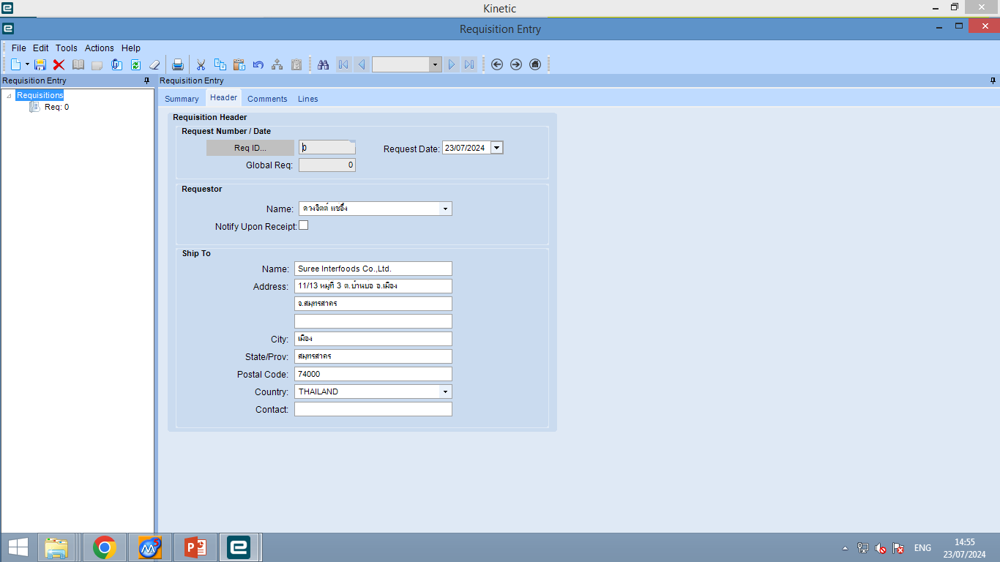 Kinetic
Requisition Entry
File Edit Tools Actions Help
Requisition Entry
Requisition Entry
Requisitions
Req: 0
Summary Header Comments Lines
Requisition Header
Request Number / Date
Req ID... 0 Request Date: 23/07/2024
Global Req: 0
Requestor
Name: ดวงจิตต์ แซ่อึ้ง
Notify Upon Receipt:
Ship To
Name: Suree Interfoods Co.,Ltd.
Address: 11/13 หมู่ที่ 3 ต.บ้านบ่อ อ.เมือง
จ.สมุทรสาคร
City: เมือง
State/Prov: สมุทรสาคร
Postal Code: 74000
Country: THAILAND
Contact:
ENG 14:55
23/07/2024